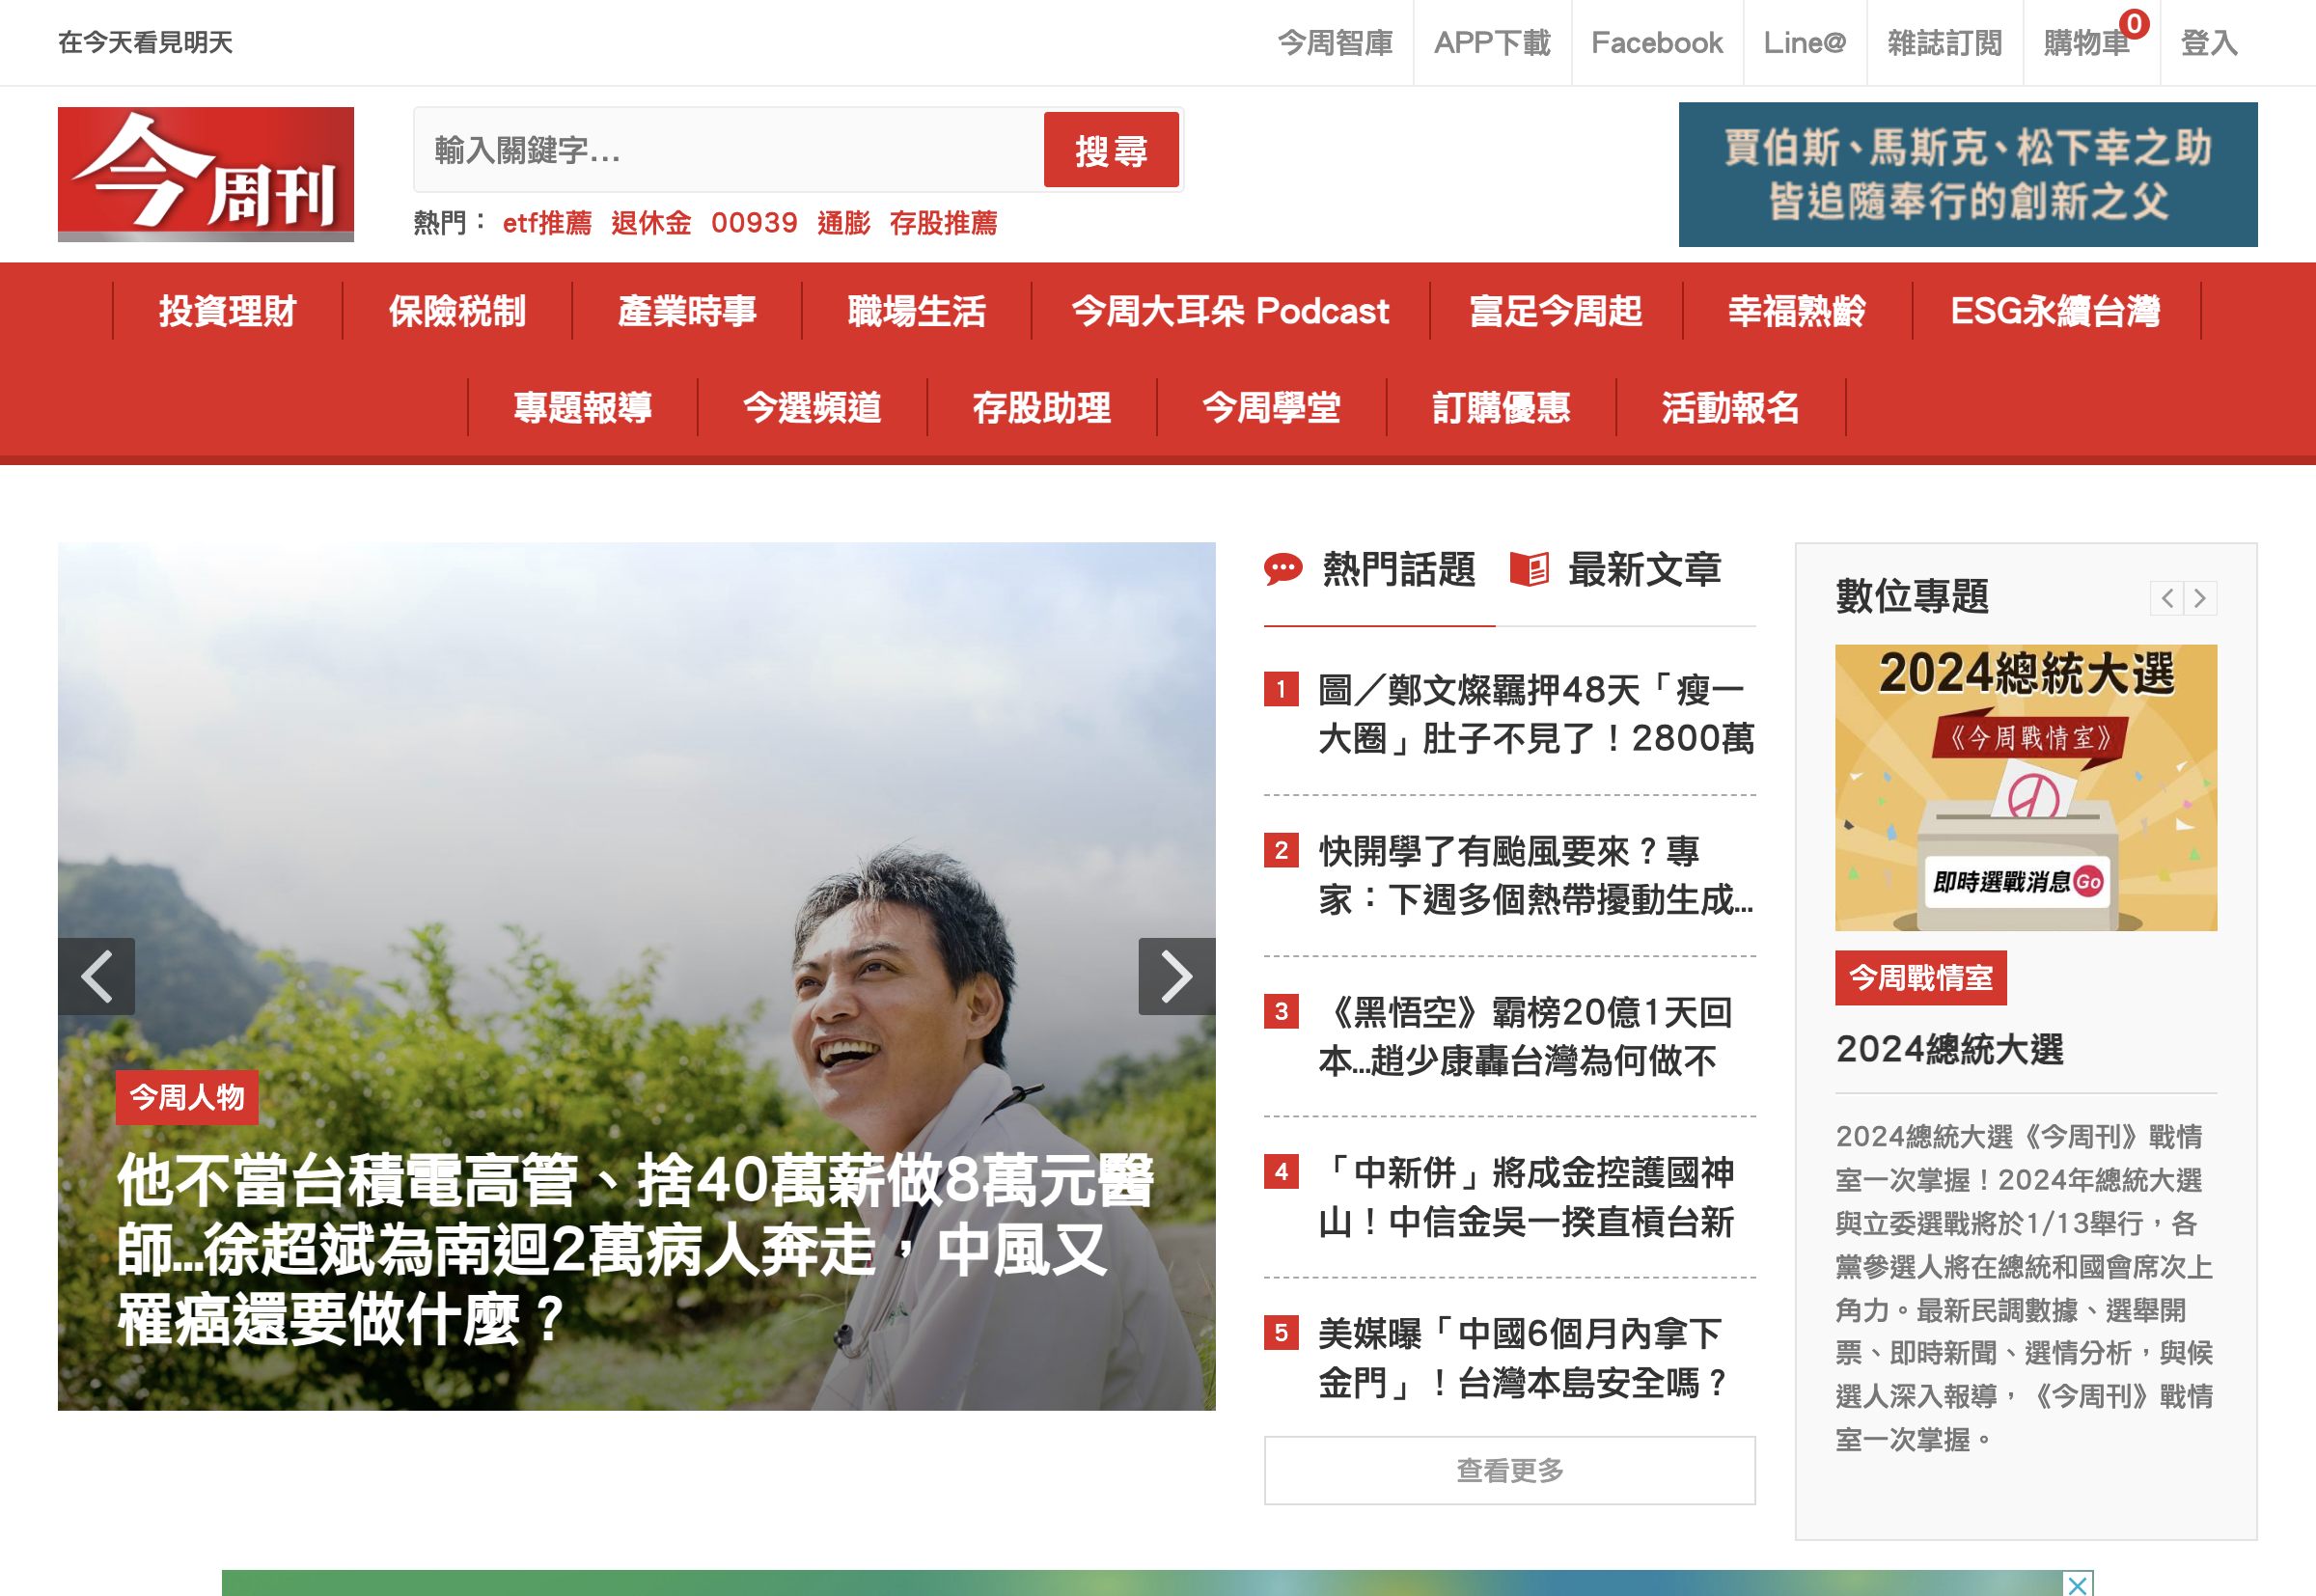 在今天看見明天
今周智庫
APP下載
Facebook
Line@
雜誌訂閱
購物車
0
登入
今周刊
輸入關鍵字...
搜尋
熱門： etf推薦 退休金 00939 通膨 存股推薦
賈伯斯、馬斯克、松下幸之助
皆追隨奉行的創新之父
投資理財
保險稅制
產業時事
職場生活
今周大耳朵 Podcast
富足今周起
幸福熟齡
ESG永續台灣
專題報導
今選頻道
存股助理
今周學堂
訂購優惠
活動報名
今周人物
他不當台積電高管、捨40萬薪做8萬元醫
師...徐超斌為南迴2萬病人奔走，中風又
罹癌還要做什麼？
熱門話題
最新文章
1
圖／鄭文燦羈押48天「瘦一
大圈」肚子不見了！2800萬
2
快開學了有颱風要來？專
家：下週多個熱帶擾動生成...
3
《黑悟空》霸榜20億1天回
本...趙少康轟台灣為何做不
4
「中新併」將成金控護國神
山！中信金吳一揆直槓台新
5
美媒曝「中國6個月內拿下
金門」！台灣本島安全嗎？
查看更多
數位專題
2024總統大選
《今周戰情室》
即時選戰消息Go
今周戰情室
2024總統大選
2024總統大選《今周刊》戰情
室一次掌握！2024年總統大選
與立委選戰將於1/13舉行，各
黨參選人將在總統和國會席次上
角力。最新民調數據、選舉開
票、即時新聞、選情分析，與候
選人深入報導，《今周刊》戰情
室一次掌握。